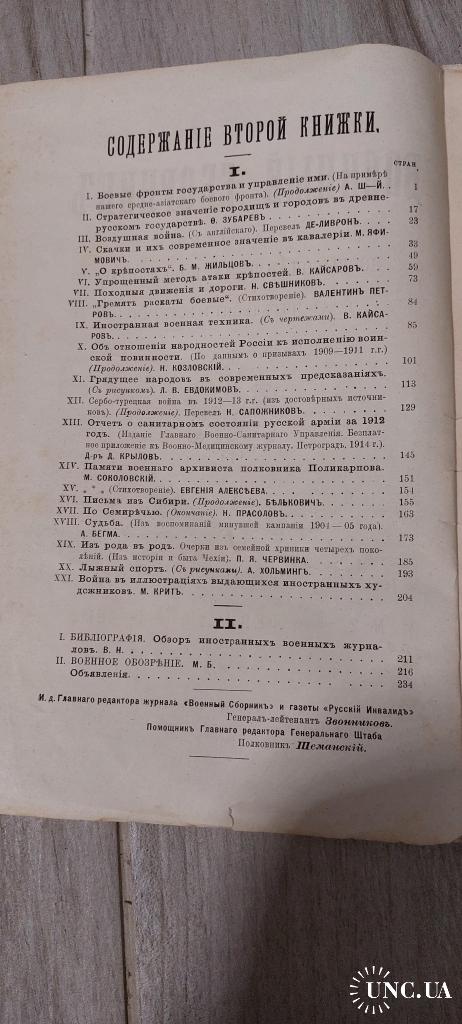 СОДЕРЖАНІЕ ВТОРОЙ КНИЖКИ.
I.
СТРАН.
I. Боевые фронты государства и управленіе ими. (На примѣрѣ
нашего средне-азіатскаго боевого фронта). (Продолженіе) А. Ш—Й. 1
II. Стратегическое значеніе городищъ и городовъ въ древне-
русскомъ государствѣ. Ѳ. ЗУБАРЕВЪ 17
III. Воздушная война. (Съ англійскаго). Перевелъ ДЕ-ЛИВРОНЪ 23
IV. Скачки и ихъ современное значеніе въ кавалеріи. М. ЯФИ-
МОВИЧЪ. 33
V. „О крѣпостяхъ“. Б. М. ЖИЛЬЦОВЪ. 49
VI. Упрощенный методъ атаки крѣпостей. В. КАЙСАРОВЪ. 59
VII. Походныя движенія и дороги. Н. СВѢШНИКОВЪ. 73
VIII. „Гремятъ раскаты боевые“. (Стихотвореніе). ВАЛЕНТИНЪ ПЕТ-
РОВЪ. 84
IX. Иностранная военная техника. (Съ чертежами). В. КАЙСА-
РОВЪ. 85
X. Объ отношеніи народностей Россіи къ исполненію воин-
ской повинности. (По даннымъ о призывахъ 1909—1911 г.г.)
(Продолженіе) Н. КОЗЛОВСКІЙ 101
XI. Грядущее народовъ въ современныхъ предсказаніяхъ.
(Съ рисункомъ). Л. В. ЕВДОКИМОВЪ. 113
XII. Сербо-турецкая война въ 1912—13 г.г. (изъ достовѣрныхъ источни-
ковъ). (Продолженіе). Перевелъ Н. САПОЖНИКОВЪ. 129
XIII. Отчетъ о санитарномъ состояніи русской арміи за 1912
годъ. (Изданіе Главнаго Военно-Санитарнаго Управленія. Безплат-
ное приложеніе къ Военно-Медицинскому журналу. Петроградъ. 1914 г.).
Д-ръ Д. КРЫЛОВЪ. 145
XIV. Памяти военнаго архивиста полковника Поликарпова.
М. СОКОЛОВСКІЙ 151
XV. „ * „ (Стихотвореніе). ЕВГЕНІЯ АЛЕКСѢЕВА. 154
XVI. Письма изъ Сибири. (Продолженіе). БѢЛЬКОВИЧЪ. 155
XVII. По Семирѣчью. (Окончаніе). Н. ПРАСОЛОВЪ. 163
XVIII. Судьба. (Изъ воспоминаній минувшей кампаніи 1904—05 года).
А. БЕГМА. 173
XIX. Изъ рода въ родъ. Очерки изъ семейной хроники четырехъ поко-
лѣній. (Изъ исторіи и быта Чехіи). П. Я. ЧЕРВИНКА. 185
XX. Лыжный спортъ. (Съ рисунками). А. ХОЛЬМИНГЪ. 193
XXI. Война въ иллюстраціяхъ выдающихся иностранныхъ ху-
дожниковъ. М. КРИТЪ. 204
II.
I. БИБЛІОГРАФІЯ. Обзоръ иностранныхъ военныхъ журна-
ловъ. В. Н. 211
II. ВОЕННОЕ ОБОЗРѢНІЕ. М. Б. 216
Объявленія. 234
И. д. Главнаго редактора журнала «Военный Сборникъ» и газеты «Русскій Инвалидъ»
Генералъ-лейтенантъ Звонниковъ.
Помощникъ Главнаго редактора Генеральнаго Штаба
Полковникъ Шеманскій.
UNC.UA